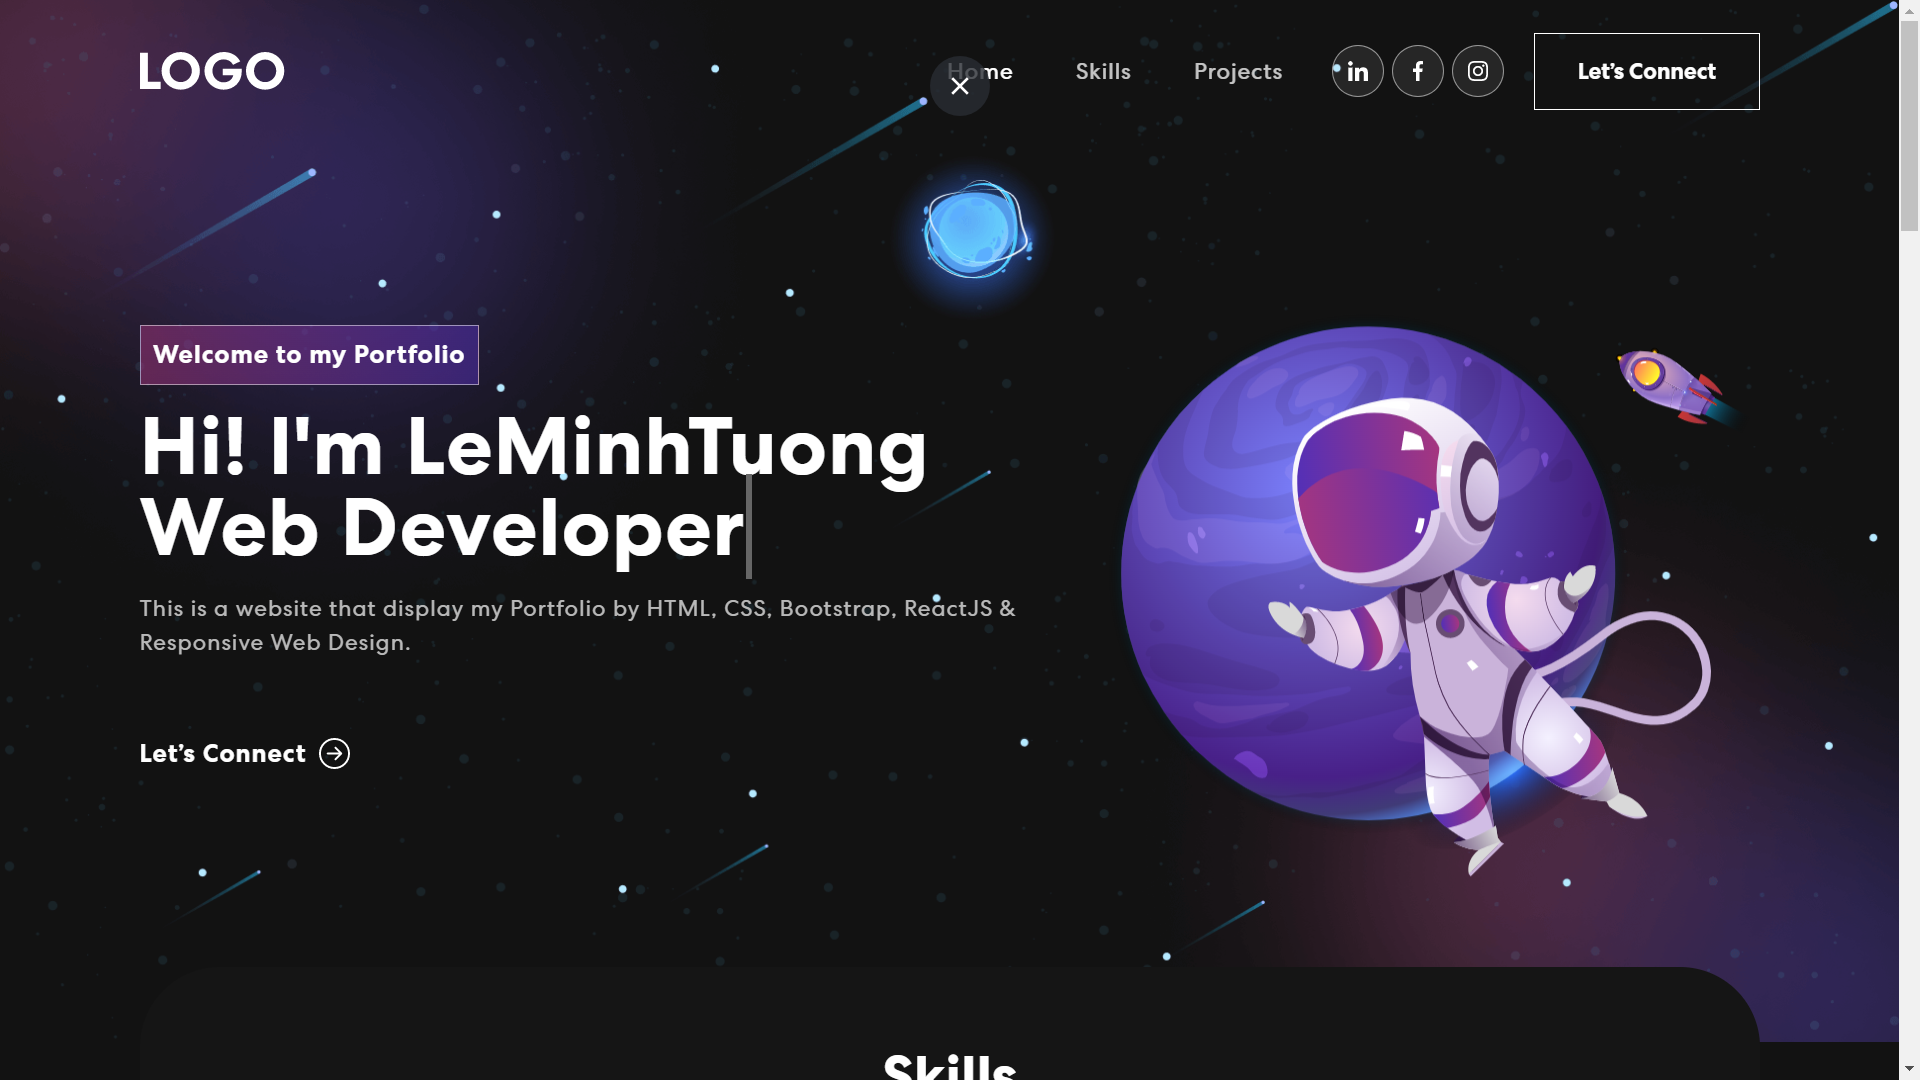 LOGO
Home
Skills
Projects
Let's Connect
Welcome to my Portfolio
Hi! I'm LeMinhTuong
Web Developer
This is a website that display my Portfolio by HTML, CSS, Bootstrap, ReactJS &
Responsive Web Design.
Let's Connect
Skills